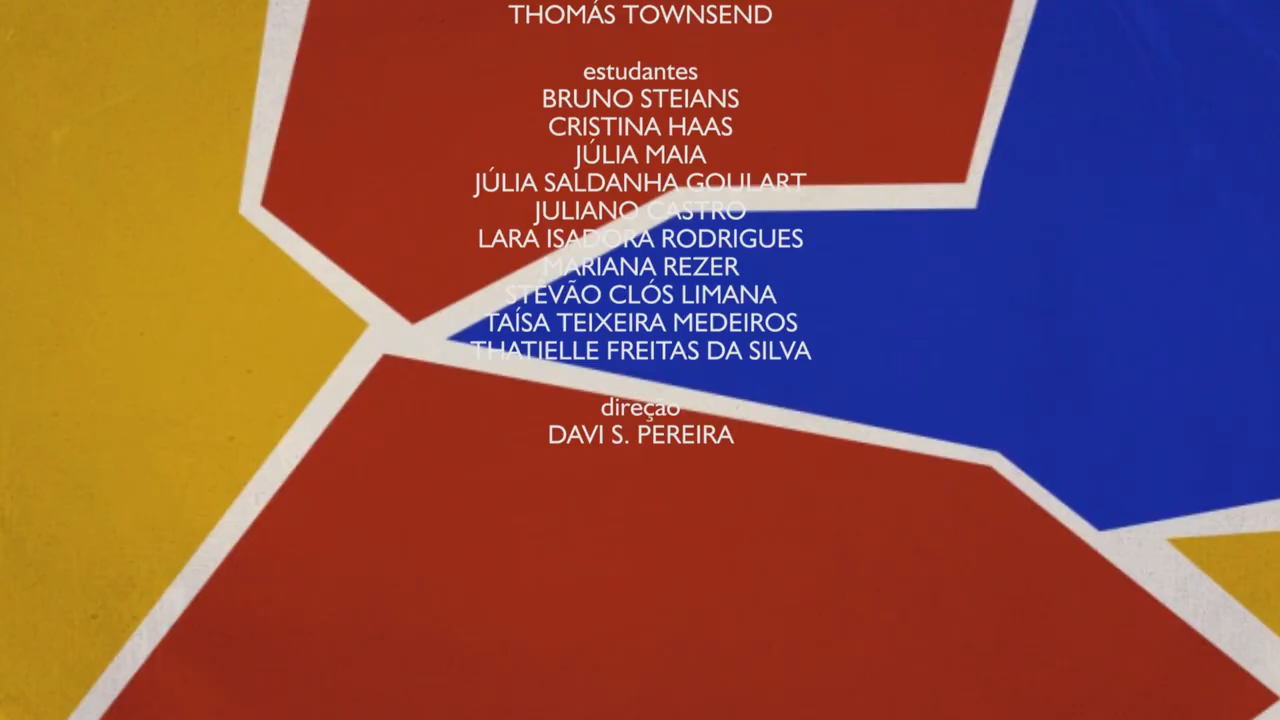 THOMÁS TOWNSEND
estudantes
BRUNO STEIANS
CRISTINA HAAS
JÚLIA MAIA
JÚLIA SALDANHA GOULART
JULIANO CASTRO
LARA ISADORA RODRIGUES
MARIANA REZER
STÉVÃO CLÓS LIMANA
TAÍSA TEIXEIRA MEDEIROS
THATIELLE FREITAS DA SILVA
direção
DAVI S. PEREIRA